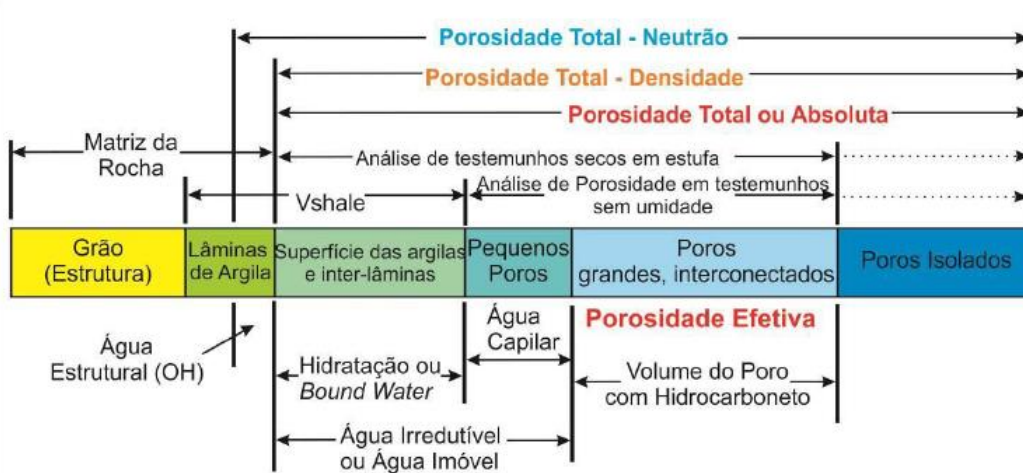 Porosidade Total - Neutrão
Porosidade Total - Densidade
Porosidade Total ou Absoluta
Matriz da
Rocha
Análise de testemunhos secos em estufa
Vshale
Análise de Porosidade em testemunhos
sem umidade
Grão
(Estrutura)
Lâminas
de Argila
Superfície das argilas
e inter-lâminas
Pequenos
Poros
Poros
grandes, interconectados
Poros Isolados
Água
Estrutural (OH)
Hidratação ou
Bound Water
Água
Capilar
Porosidade Efetiva
Volume do Poro
com Hidrocarboneto
Água Irredutível
ou Água Imóvel